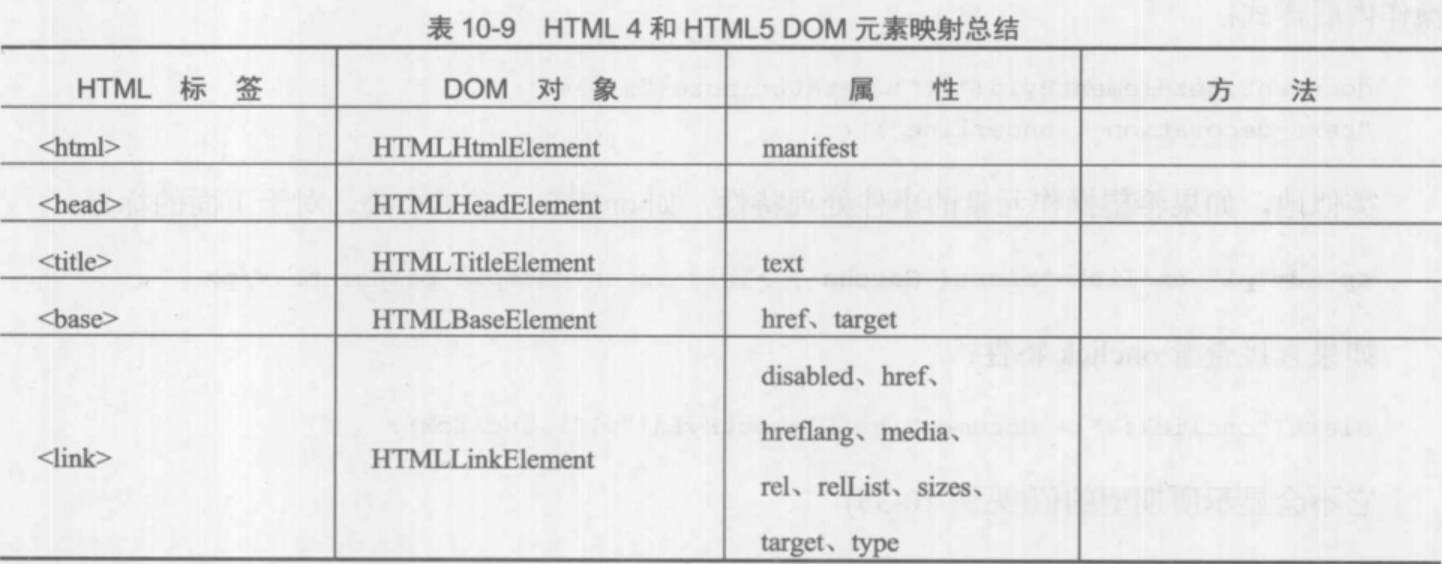 表 10-9 HTML 4 和 HTML5 DOM 元素映射总结
HTML 标 签 DOM 对 象 属 性 方 法
<html> HTMLHtmlElement manifest
<head> HTMLHeadElement
<title> HTMLTitleElement text
<base> HTMLBaseElement href、target
disabled、href、
hreflang、media、
<link> HTMLLinkElement
rel、relList、sizes、
target、type